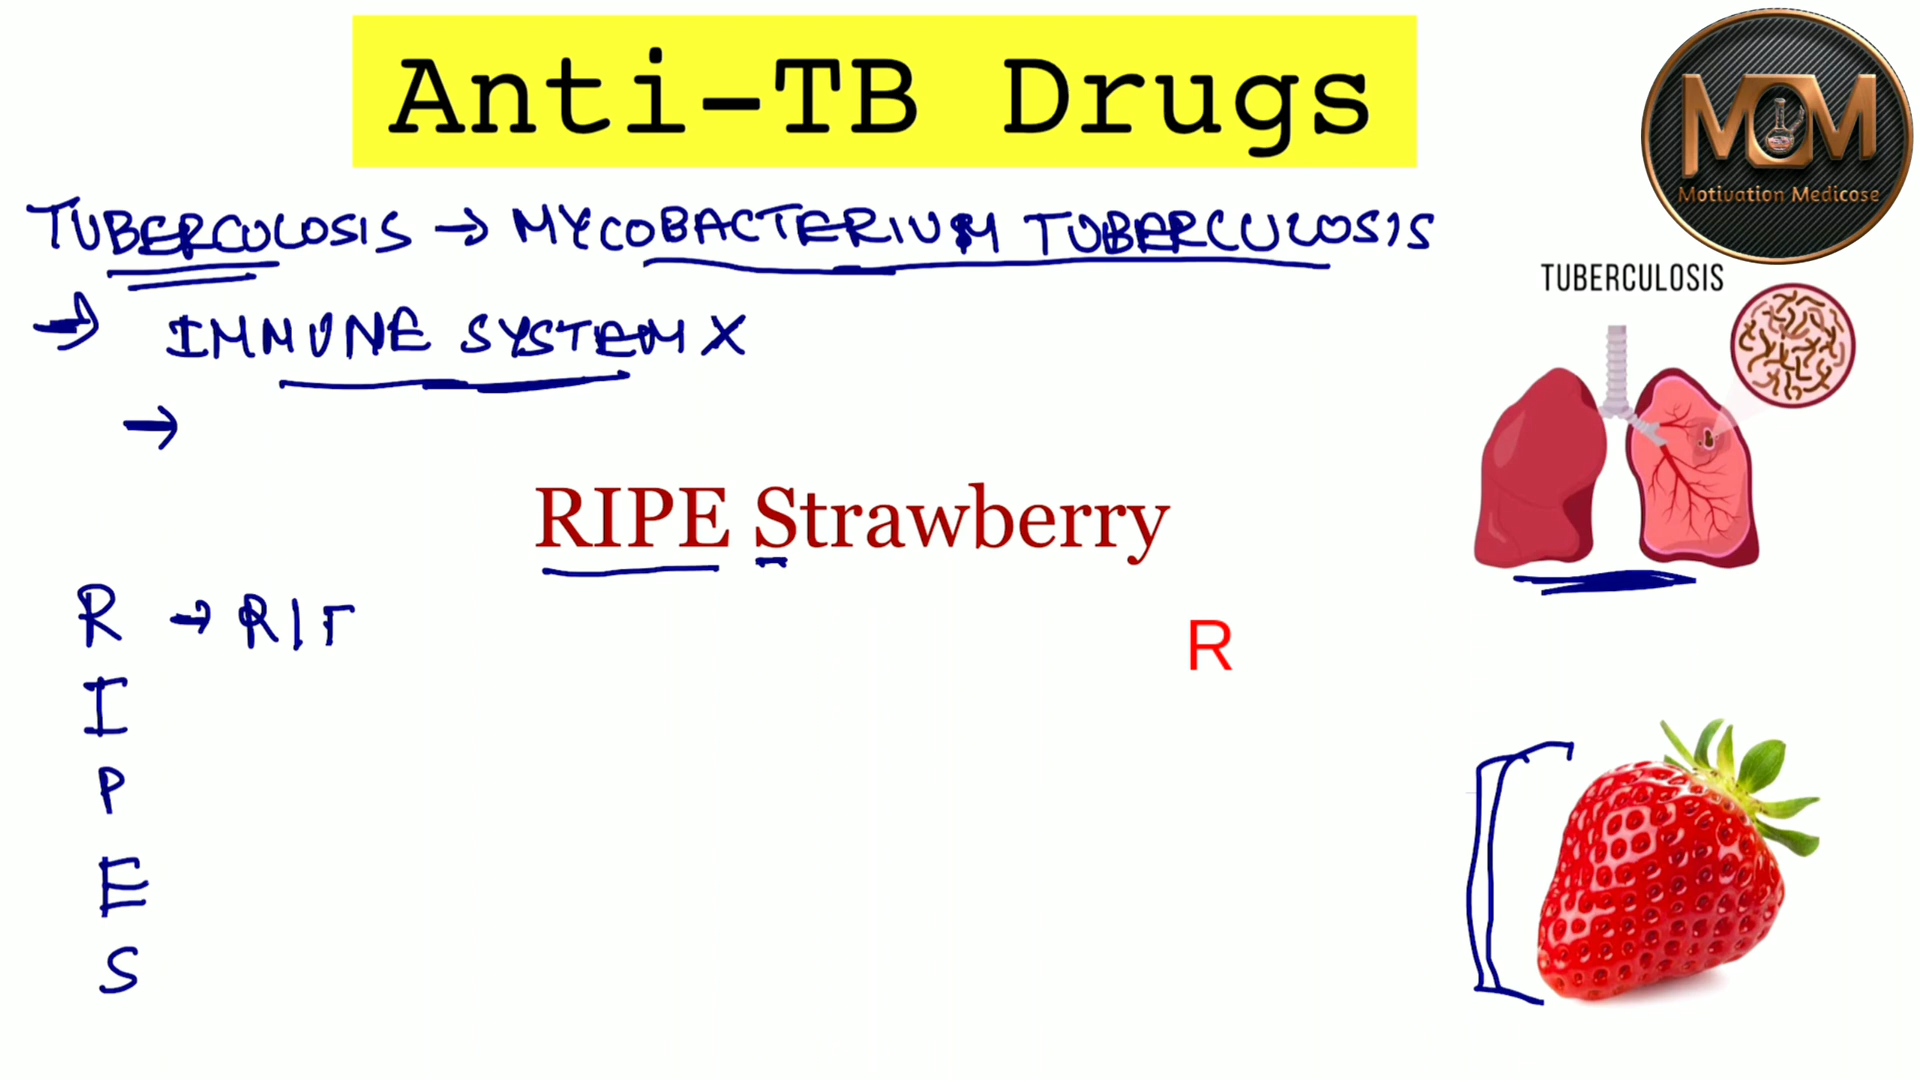 Anti-TB Drugs
MOM
Motivation Medicose
TUBERCULOSIS → MYCOBACTERIUM TUBERCULOSIS
TUBERCULOSIS
→ IMMUNE SYSTEM X
→
RIPE Strawberry
R → RIF
R
I
P
E
S